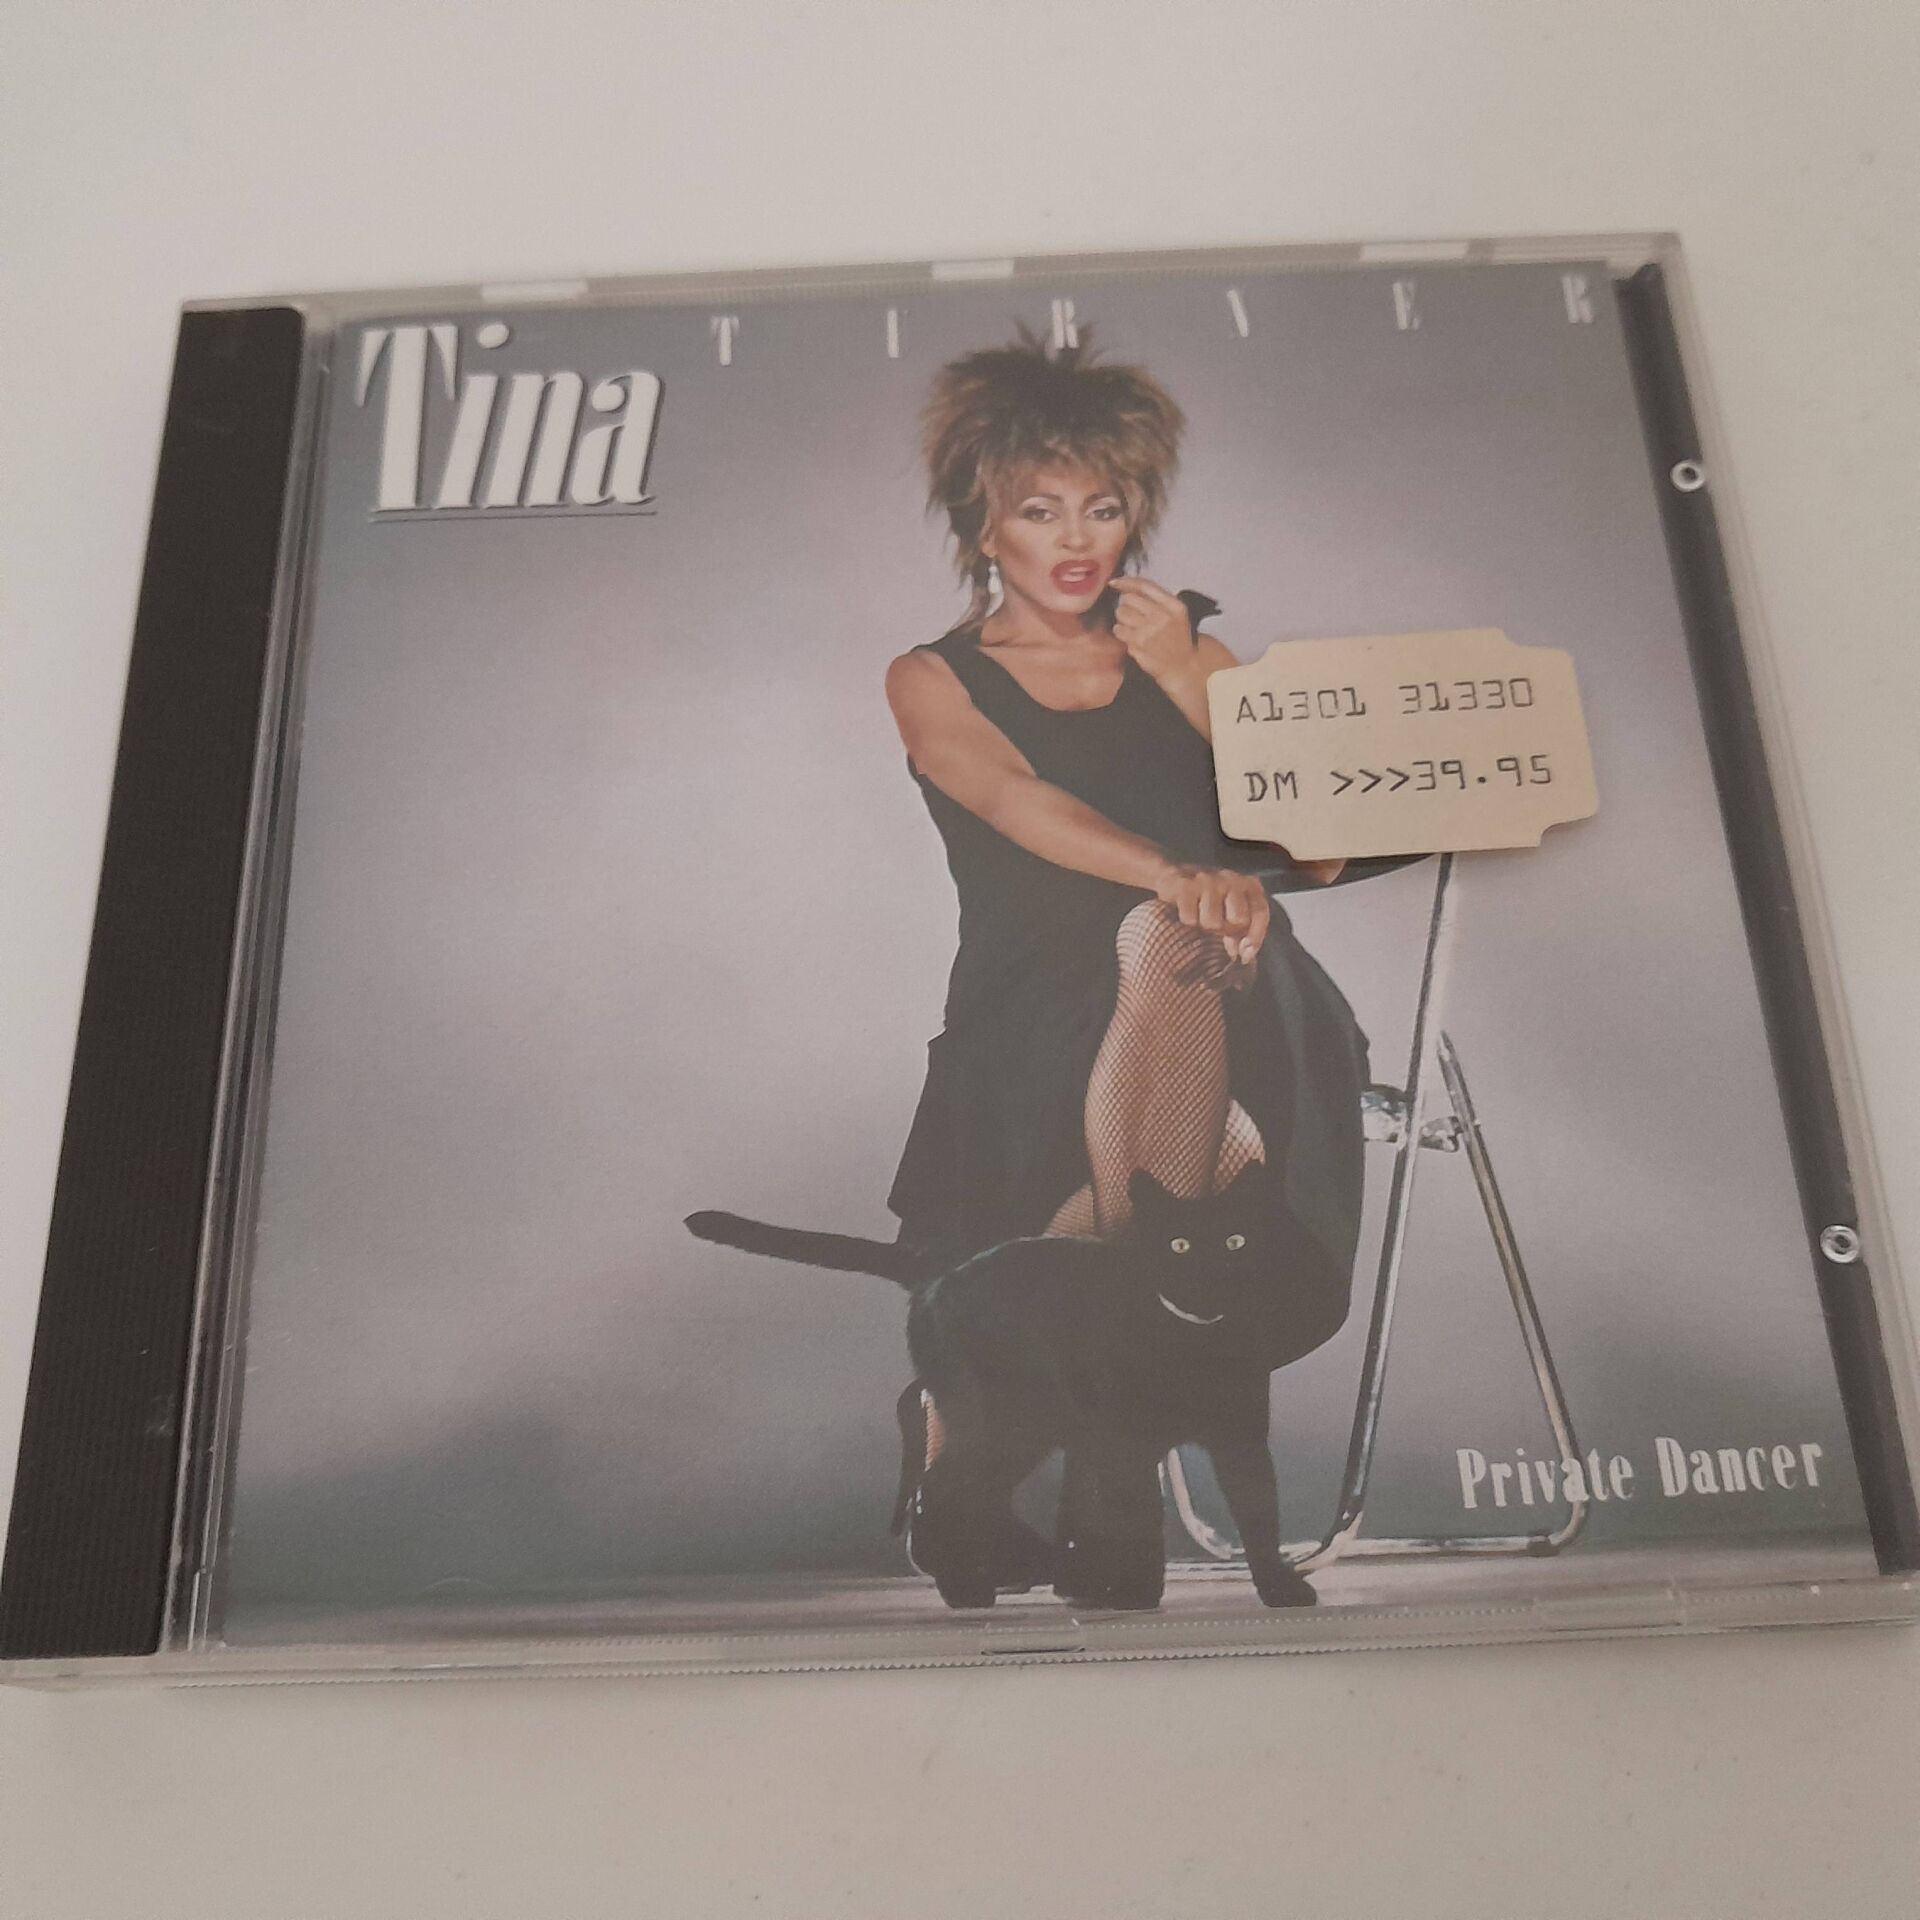 Tina TURNER
A1301 31330
DM >>>39.95
Private Dancer